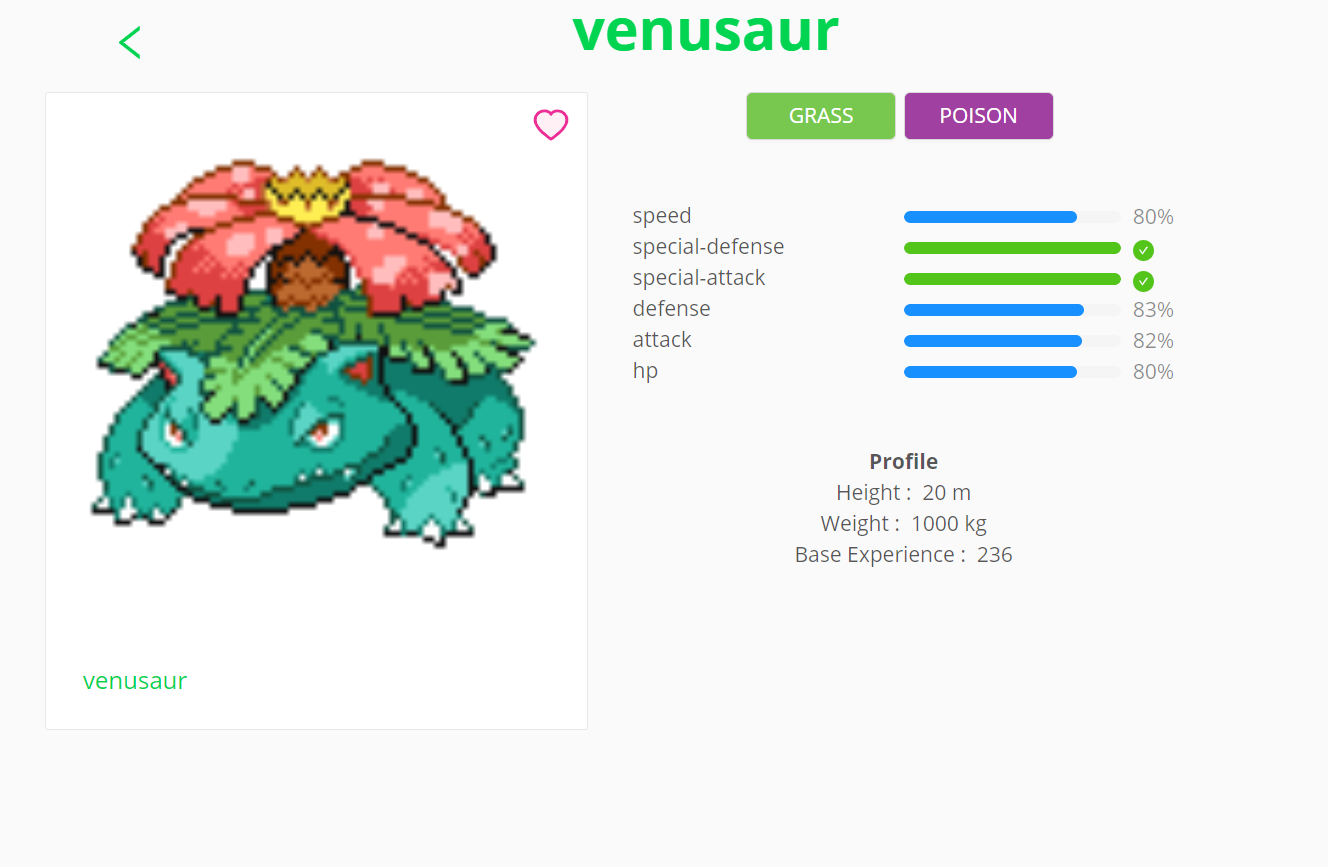 venusaur
GRASS POISON
speed 80%
special-defense
special-attack
defense 83%
attack 82%
hp 80%
Profile
Height : 20 m
Weight : 1000 kg
Base Experience : 236
venusaur